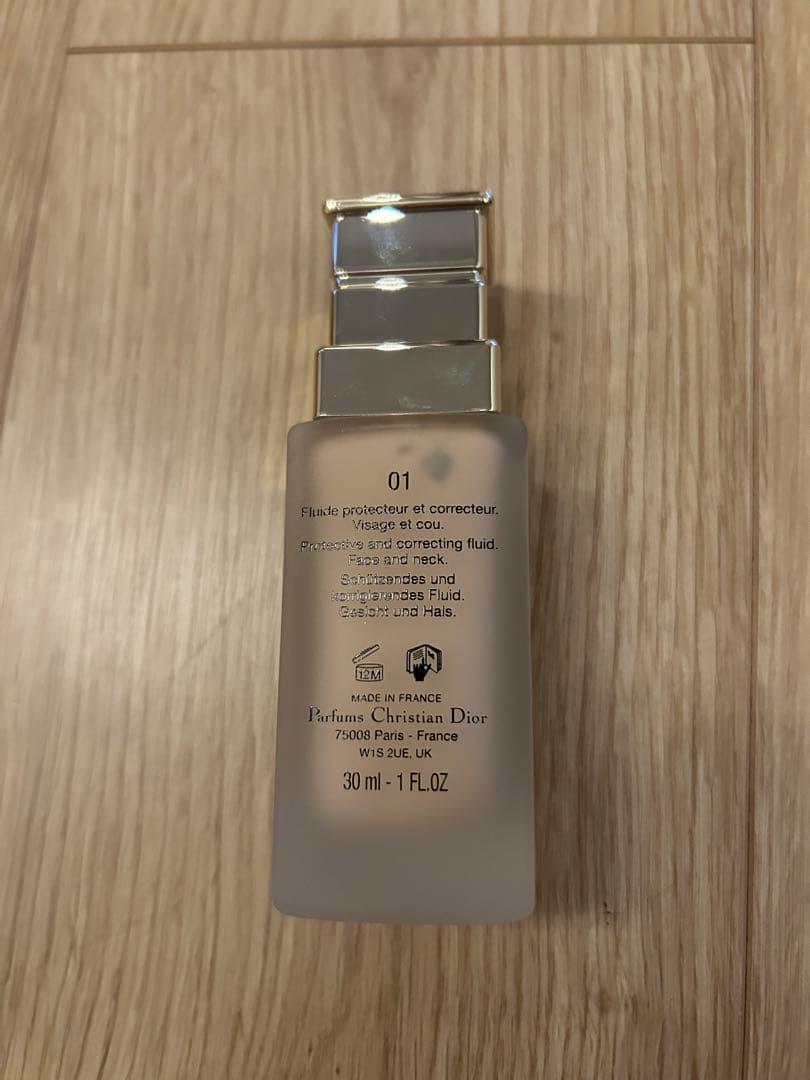 01
Fluide protecteur et correcteur.
Visage et cou.
Protective and correcting fluid.
Face and neck.
Schützendes und
korrigierendes Fluid.
Gesicht und Hals.
12M
MADE IN FRANCE
Parfums Christian Dior
75008 Paris - France
W1S 2UE, UK
30 ml - 1 FL.OZ